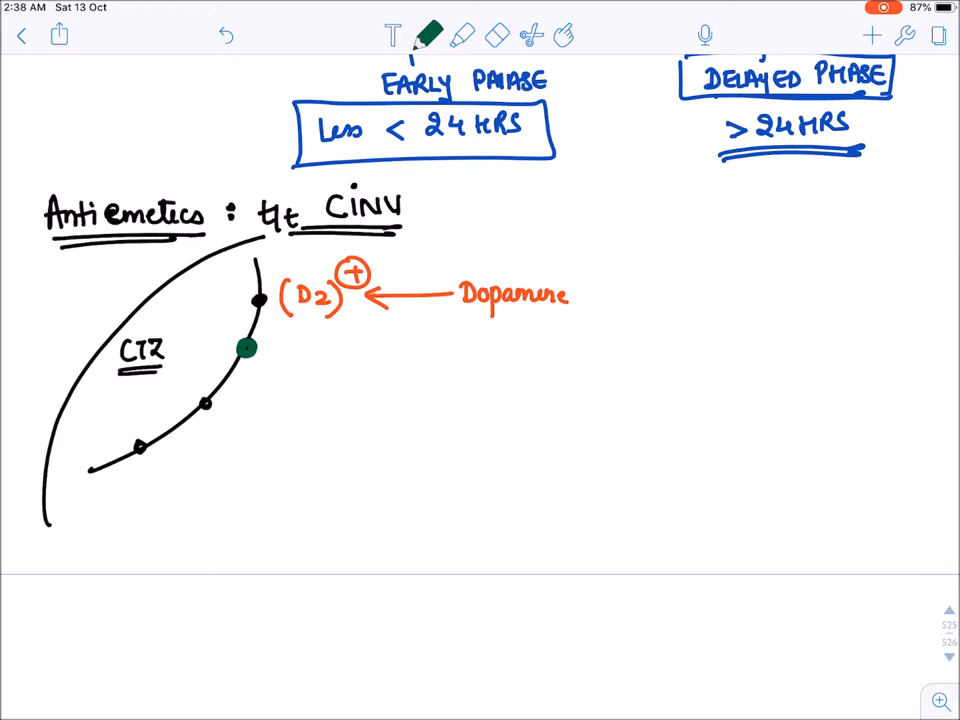 2:38 AM Sat 13 Oct 87%
T
EARLY PHASE
DELAYED PHASE
Less < 24 HRS
> 24 HRS
Antiemetics : ttt CINV
(D2)+ ← Dopamine
CTZ
525
526